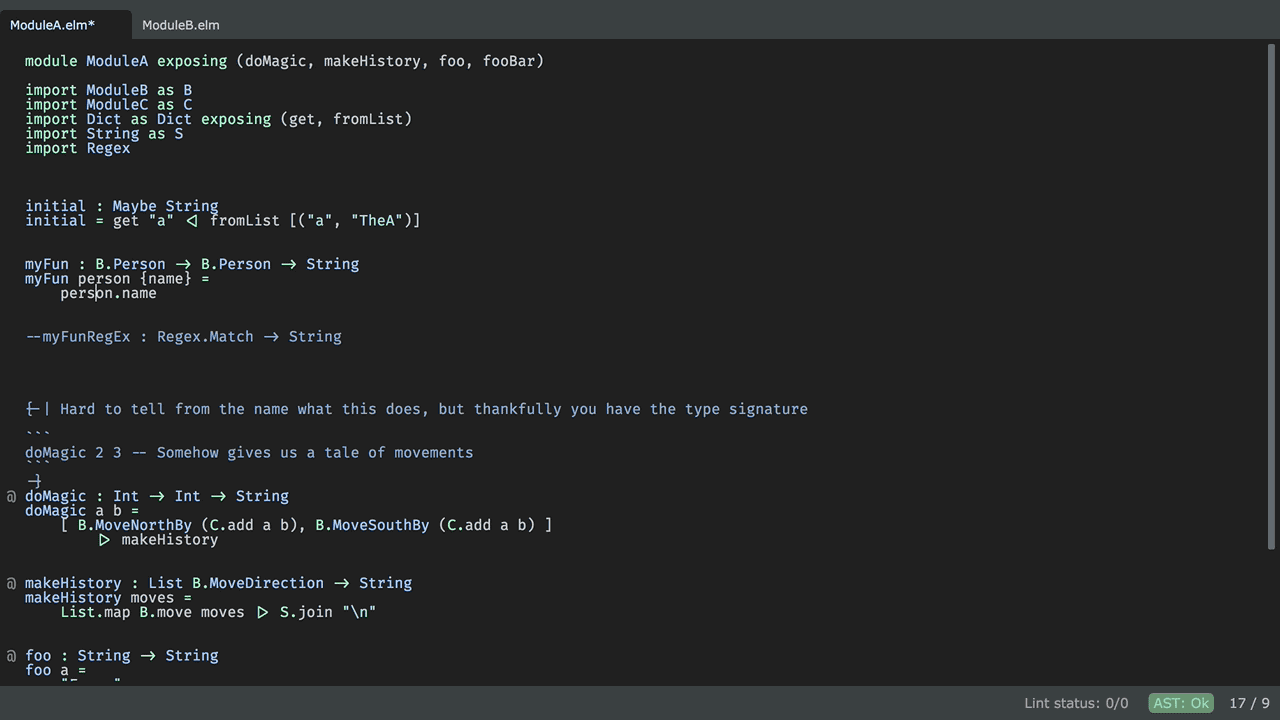 ModuleA.elm*
ModuleB.elm
module ModuleA exposing (doMagic, makeHistory, foo, fooBar)
import ModuleB as B
import ModuleC as C
import Dict as Dict exposing (get, fromList)
import String as S
import Regex
initial : Maybe String
initial = get "a" <| fromList [("a", "TheA")]
myFun : B.Person -> B.Person -> String
myFun person {name} =
person.name
--myFunRegEx : Regex.Match -> String
{-| Hard to tell from the name what this does, but thankfully you have the type signature
```
doMagic 2 3 -- Somehow gives us a tale of movements
```
-}
@ doMagic : Int -> Int -> String
doMagic a b =
[ B.MoveNorthBy (C.add a b), B.MoveSouthBy (C.add a b) ]
|> makeHistory
@ makeHistory : List B.MoveDirection -> String
makeHistory moves =
List.map B.move moves |> S.join "\n"
@ foo : String -> String
foo a =
Lint status: 0/0
AST: Ok
17 / 9